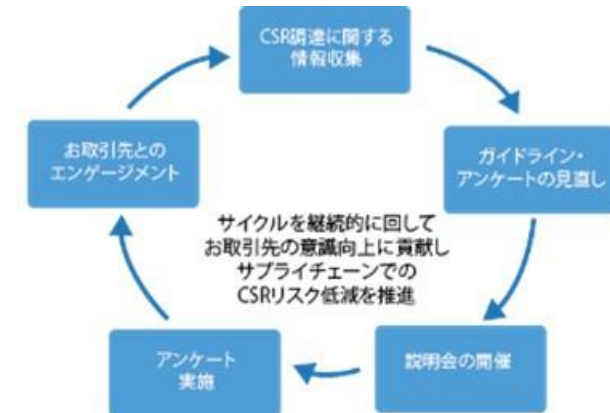 CSR調達に関する
情報収集
ガイドライン・
アンケートの見直し
説明会の開催
アンケート
実施
お取引先との
エンゲージメント
サイクルを継続的に回して
お取引先の意識向上に貢献し
サプライチェーンでの
CSRリスク低減を推進